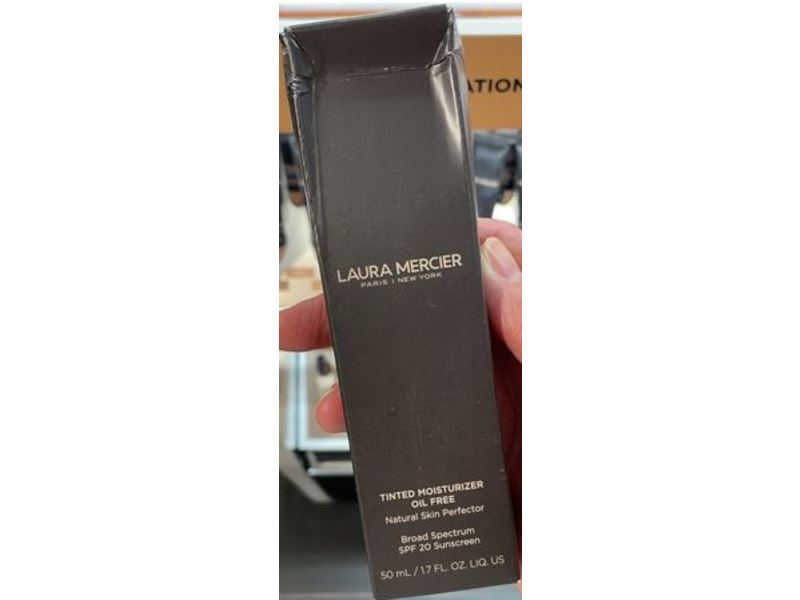 ATION
LAURA MERCIER
PARIS | NEW YORK
TINTED MOISTURIZER
OIL FREE
Natural Skin Perfector
Broad Spectrum
SPF 20 Sunscreen
50 mL / 1.7 FL. OZ. LIQ. US